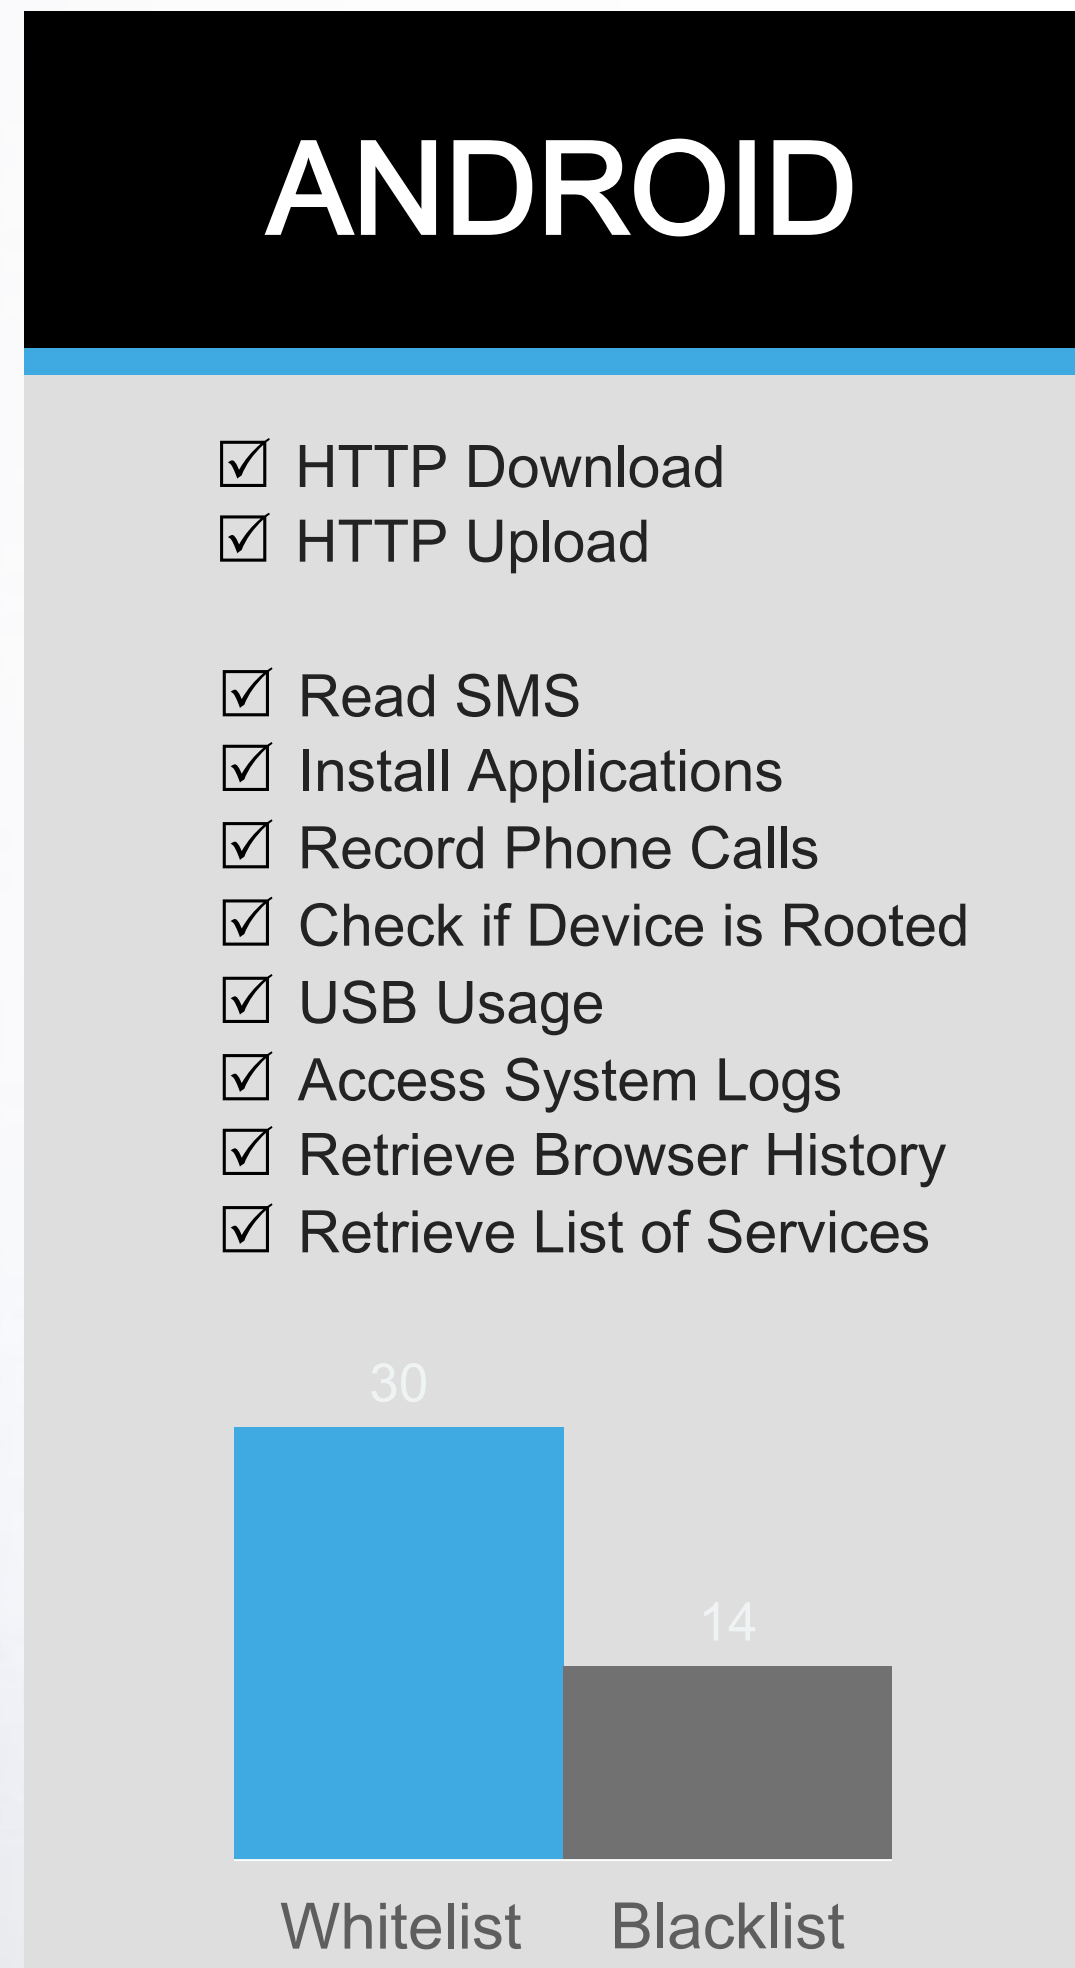 ANDROID
HTTP Download
HTTP Upload
Read SMS
Install Applications
Record Phone Calls
Check if Device is Rooted
USB Usage
Access System Logs
Retrieve Browser History
Retrieve List of Services
30
14
Whitelist Blacklist